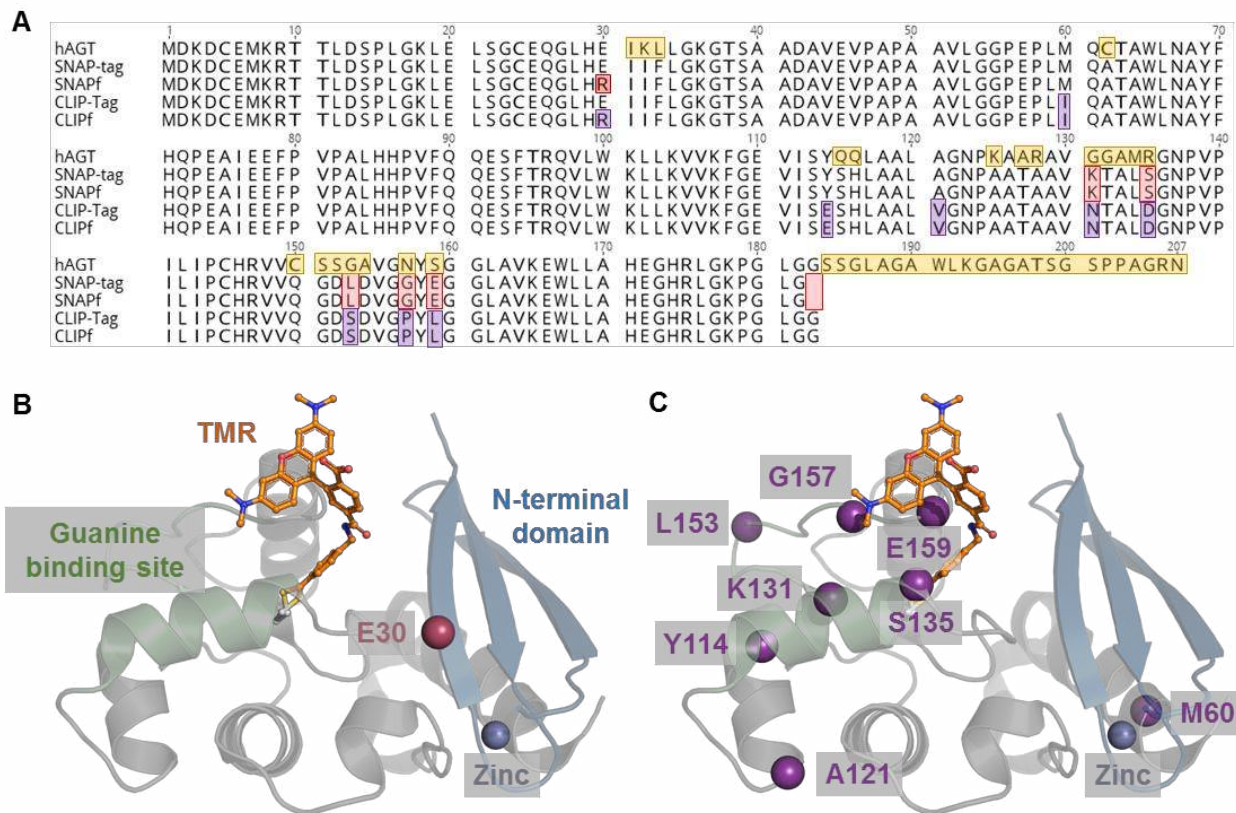 A
1 10 20 30 40 50 60 70
hAGT MDKDCEMKRT TLDSPLGKLE LSGCEQGLHE IKLLGKGTSA ADAVEVPAPA AVLGGPEPLM QCTAWLNAYF
SNAP-tag MDKDCEMKRT TLDSPLGKLE LSGCEQGLHE IIFLGKGTSA ADAVEVPAPA AVLGGPEPLM QATAWLNAYF
SNAPf MDKDCEMKRT TLDSPLGKLE LSGCEQGLHR IIFLGKGTSA ADAVEVPAPA AVLGGPEPLM QATAWLNAYF
CLIP-Tag MDKDCEMKRT TLDSPLGKLE LSGCEQGLHE IIFLGKGTSA ADAVEVPAPA AVLGGPEPLI QATAWLNAYF
CLIPf MDKDCEMKRT TLDSPLGKLE LSGCEQGLHR IIFLGKGTSA ADAVEVPAPA AVLGGPEPLI QATAWLNAYF
80 90 100 110 120 130 140
hAGT HQPEAIEEFP VPALHHPVFQ QESFTRQVLW KLLKVVKFGE VISYQQLAAL AGNPKAARAV GGAMRGNPVP
SNAP-tag HQPEAIEEFP VPALHHPVFQ QESFTRQVLW KLLKVVKFGE VISYSHLAAL AGNPAATAAV KTALSGNPVP
SNAPf HQPEAIEEFP VPALHHPVFQ QESFTRQVLW KLLKVVKFGE VISYSHLAAL AGNPAATAAV KTALSGNPVP
CLIP-Tag HQPEAIEEFP VPALHHPVFQ QESFTRQVLW KLLKVVKFGE VISESHLAAL VGNPAATAAV NTALDGNPVP
CLIPf HQPEAIEEFP VPALHHPVFQ QESFTRQVLW KLLKVVKFGE VISESHLAAL VGNPAATAAV NTALDGNPVP
150 160 170 180 190 200 207
hAGT ILIPCHRVVC SSGAVGNYSG GLAVKEWLLA HEGHRLGKPG LGGSSGLAGA WLKGAGATSG SPPAGRN
SNAP-tag ILIPCHRVVQ GDLDVGGYEG GLAVKEWLLA HEGHRLGKPG LG
SNAPf ILIPCHRVVQ GDLDVGGYEG GLAVKEWLLA HEGHRLGKPG LG
CLIP-Tag ILIPCHRVVQ GDSDVGPYLG GLAVKEWLLA HEGHRLGKPG LGG
CLIPf ILIPCHRVVQ GDSDVGPYLG GLAVKEWLLA HEGHRLGKPG LGG
B
TMR
Guanine
binding site
N-terminal
domain
E30
Zinc
C
G157
L153
E159
K131
S135
Y114
M60
A121
Zinc